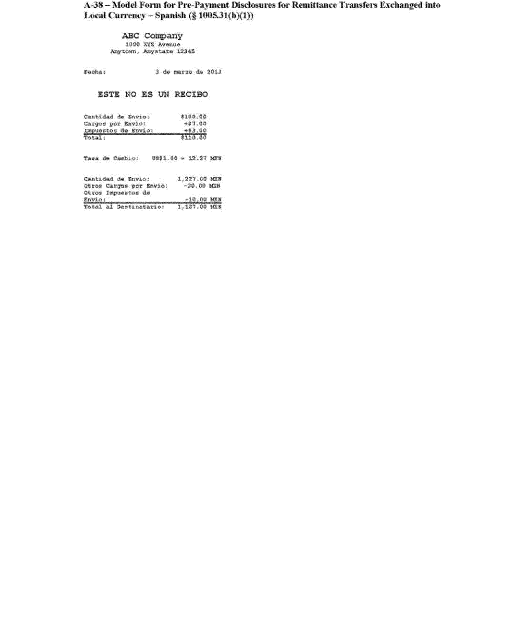 A-38 – Model Form for Pre-Payment Disclosures for Remittance Transfers Exchanged into
Local Currency – Spanish (§ 1005.31(b)(1))
ABC Company
1000 XYZ Avenue
Anytown, Anystate 12345
Fecha: 3 de marzo de
ESTE NO ES UN RECIBO
Cantidad de Envío: $100.00
Cargos por Envío: +$7.00
Impuestos de Envío: +$3.00
Total: $110.00
Tasa de Cambio: US$1.00 = 12.27 MXN
Cantidad de Envío: 1,227.00 MXN
Otros Cargos por Envío: -30.00 MXN
Otros Impuestos de
Envío: -10.00 MXN
Total al Destinatario: 1,187.00 MXN